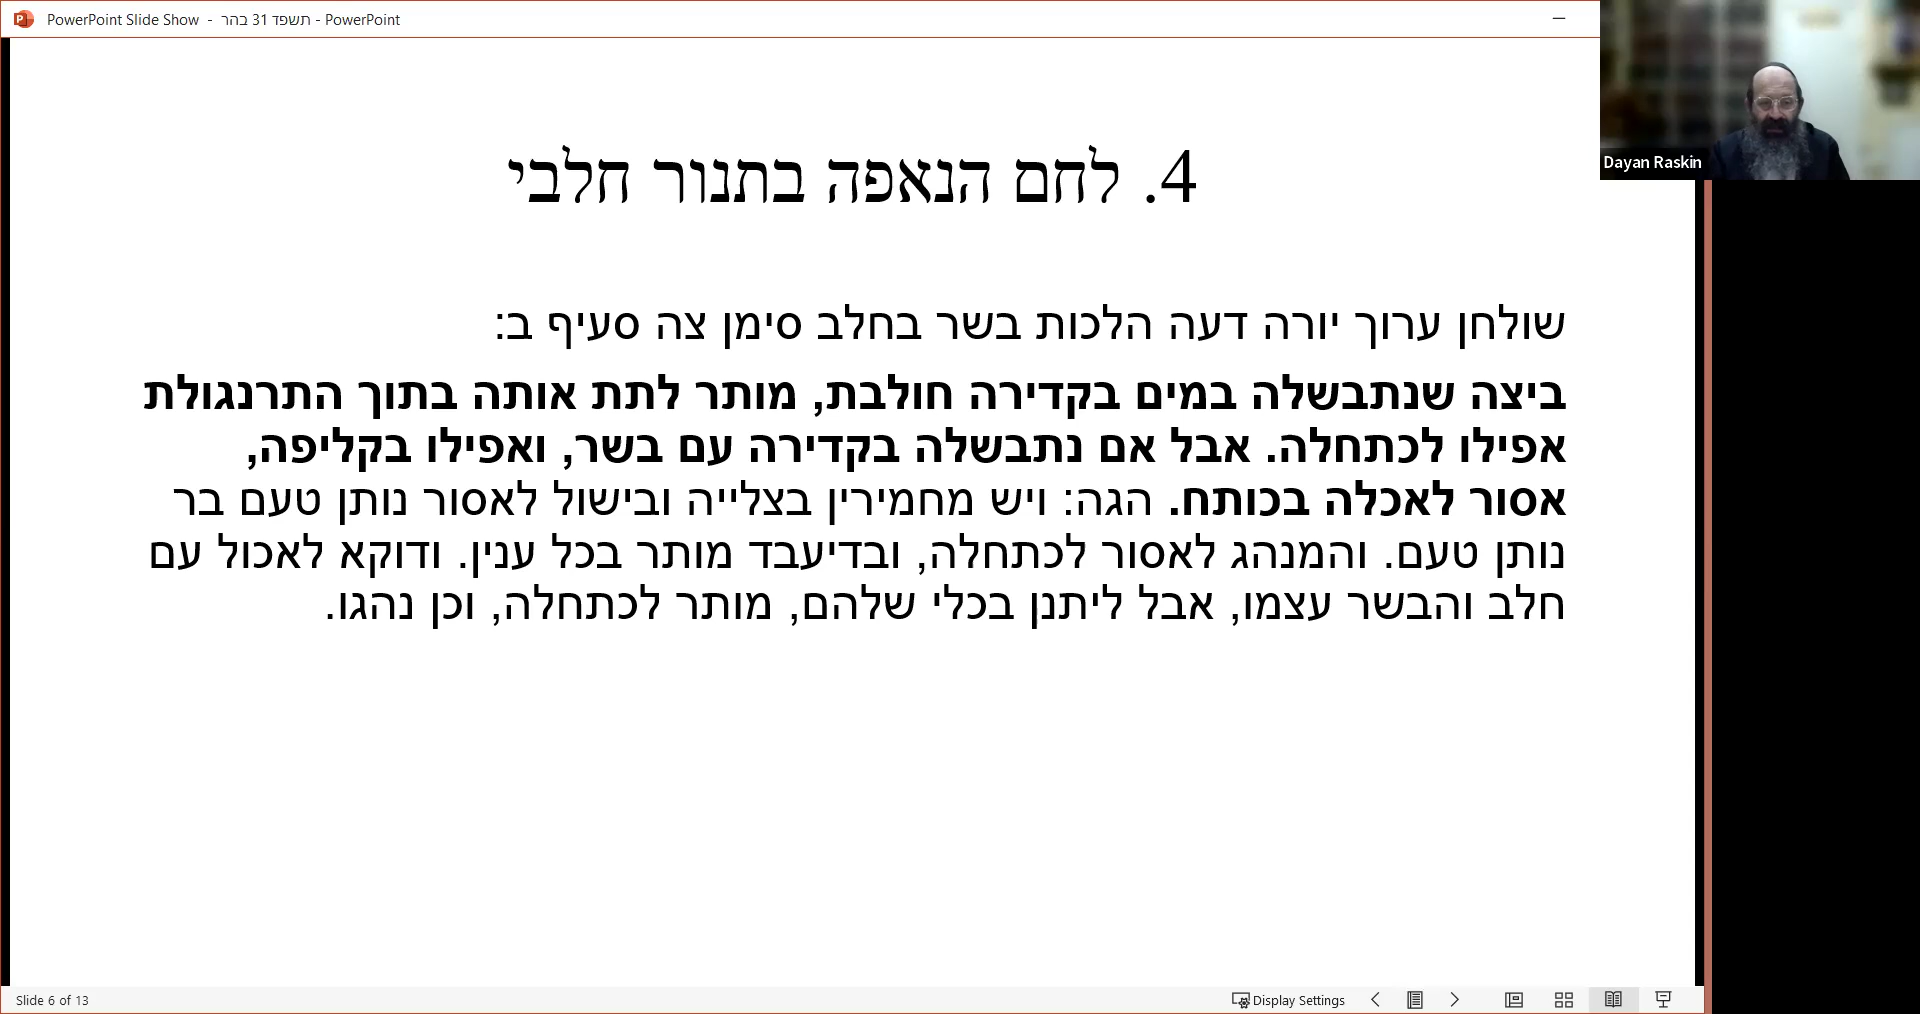 PowerPoint Slide Show - תשפד 31 בהר - PowerPoint
Dayan Raskin
4. לחם הנאפה בתנור חלבי
שולחן ערוך יורה דעה הלכות בשר בחלב סימן צה סעיף ב:
ביצה שנתבשלה במים בקדירה חולבת, מותר לתת אותה בתוך התרנגולת
אפילו לכתחלה. אבל אם נתבשלה בקדירה עם בשר, ואפילו בקליפה,
אסור לאכלה בכותח. הגה: ויש מחמירין בצלייה ובישול לאסור נותן טעם בר
נותן טעם. והמנהג לאסור לכתחלה, ובדיעבד מותר בכל ענין. ודוקא לאכול עם
חלב והבשר עצמו, אבל ליתנן בכלי שלהם, מותר לכתחלה, וכן נהגו.
Slide 6 of 13
Display Settings